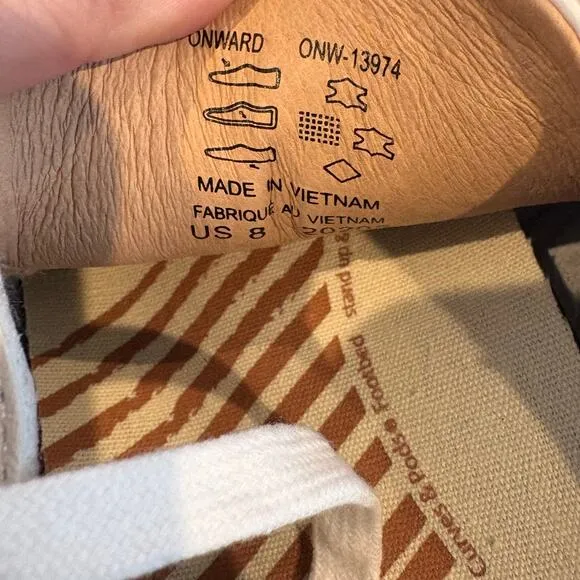 ONWARD ONW-13974
MADE IN VIETNAM
FABRIQUÉ AU VIETNAM
US 8
Curves & Pods Footbed